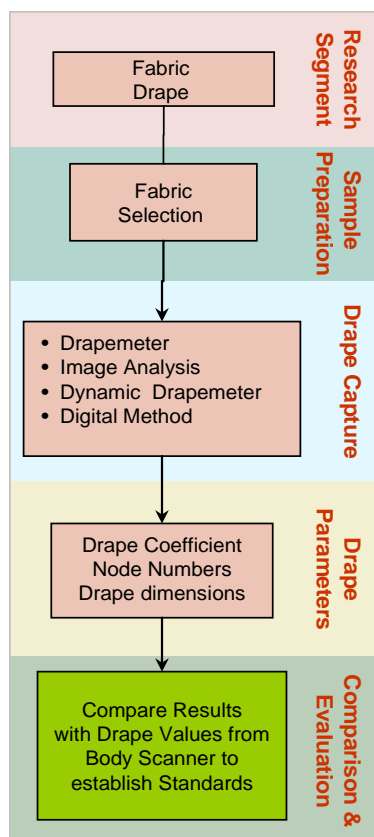 Fabric
Drape
Research
Segment
Fabric
Selection
Sample
Preparation
• Drapemeter
• Image Analysis
• Dynamic Drapemeter
• Digital Method
Drape Capture
Drape Coefficient
Node Numbers
Drape dimensions
Drape
Parameters
Compare Results
with Drape Values from
Body Scanner to
establish Standards
Comparison &
Evaluation